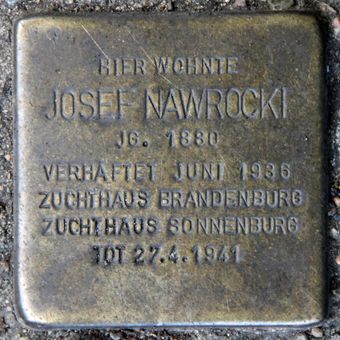 HIER WOHNTE
JOSEF NAWROCKI
JG. 1880
VERHAFTET JUNI 1936
ZUCHTHAUS BRANDENBURG
ZUCHTHAUS SONNENBURG
TOT 27.4.1941